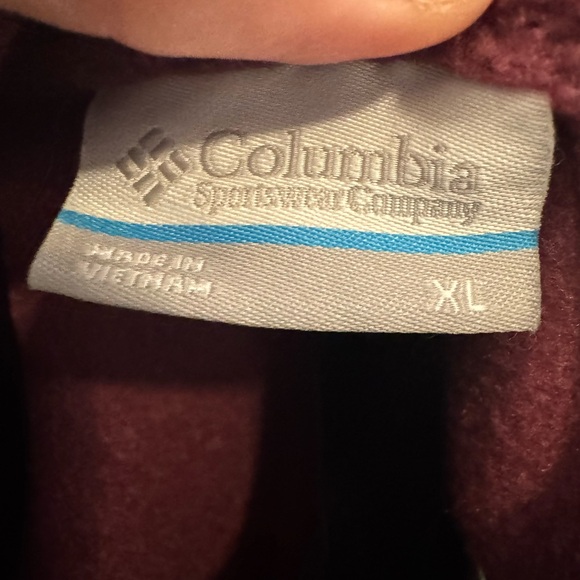 Columbia
Sportswear Company
MADE IN
VIETNAM
XL